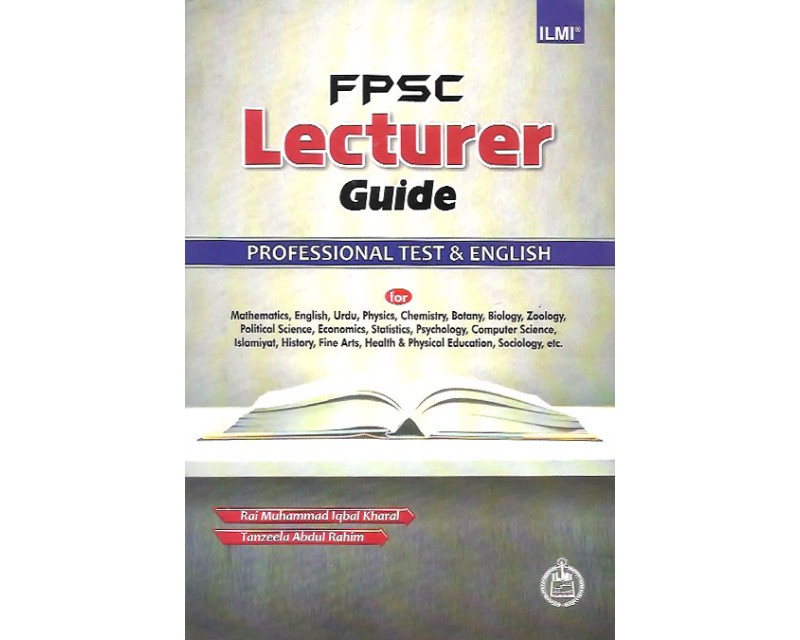 ILMI®
FPSC
Lecturer
Guide
PROFESSIONAL TEST & ENGLISH
for
Mathematics, English, Urdu, Physics, Chemistry, Botany, Biology, Zoology,
Political Science, Economics, Statistics, Psychology, Computer Science,
Islamiyat, History, Fine Arts, Health & Physical Education, Sociology, etc.
Rai Muhammad Iqbal Kharal
Tanzeela Abdul Rahim
ILMI